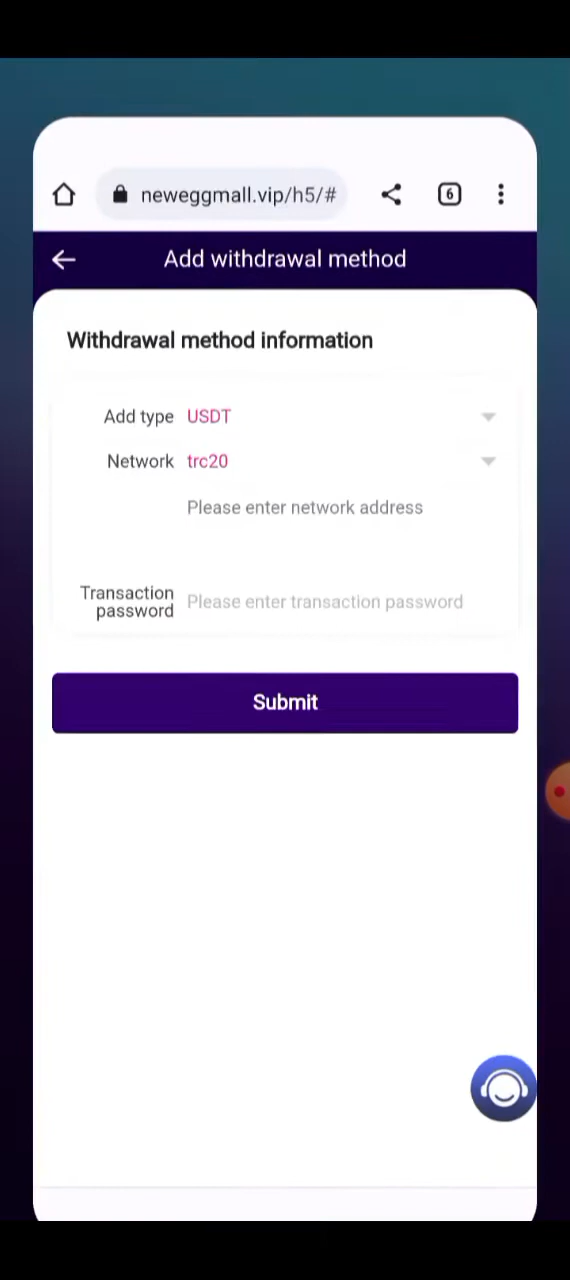 neweggmall.vip/h5/#
6
Add withdrawal method
Withdrawal method information
Add type USDT
Network trc20
Please enter network address
Transaction
password Please enter transaction password
Submit